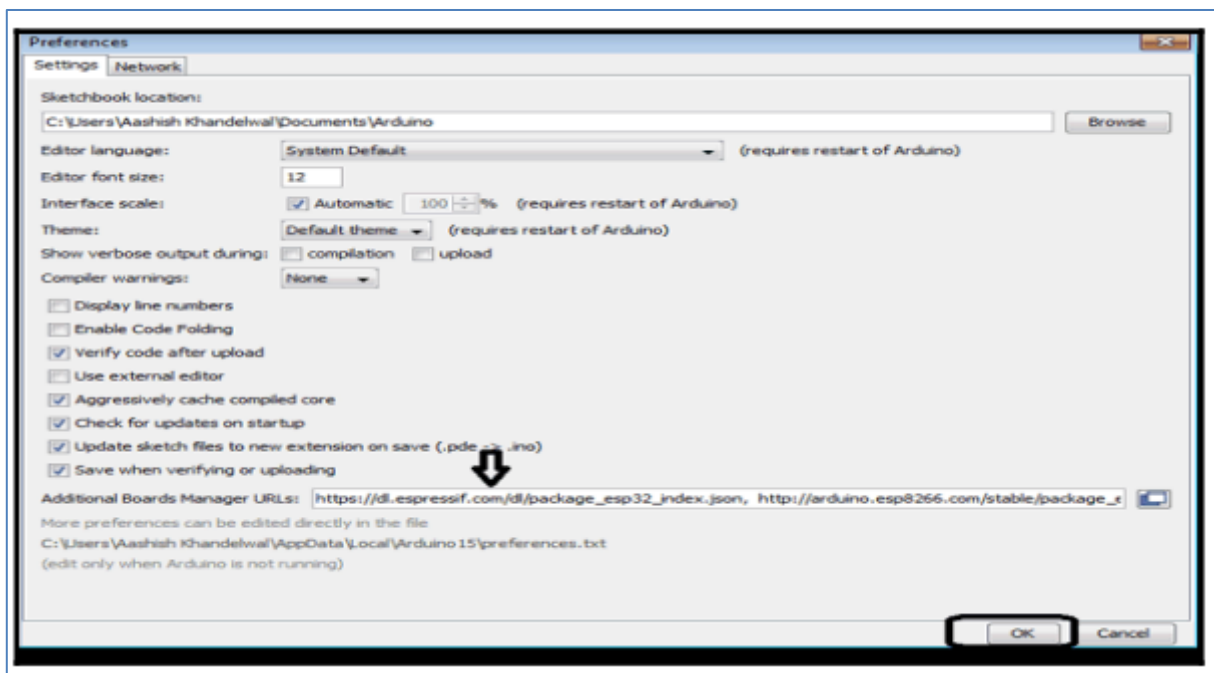 Preferences
Settings Network
Sketchbook location:
C:\Users\Aashish Khandelwal\Documents\Arduino Browse
Editor language: System Default (requires restart of Arduino)
Editor font size: 12
Interface scale: Automatic 100 % (requires restart of Arduino)
Theme: Default theme (requires restart of Arduino)
Show verbose output during: compilation upload
Compiler warnings: None
Display line numbers
Enable Code Folding
Verify code after upload
Use external editor
Aggressively cache compiled core
Check for updates on startup
Update sketch files to new extension on save (.pde -> .ino)
Save when verifying or uploading
Additional Boards Manager URLs: https://dl.espressif.com/dl/package_esp32_index.json, http://arduino.esp8266.com/stable/package_e
More preferences can be edited directly in the file
C:\Users\Aashish Khandelwal\AppData\Local\Arduino15\preferences.txt
(edit only when Arduino is not running)
OK Cancel